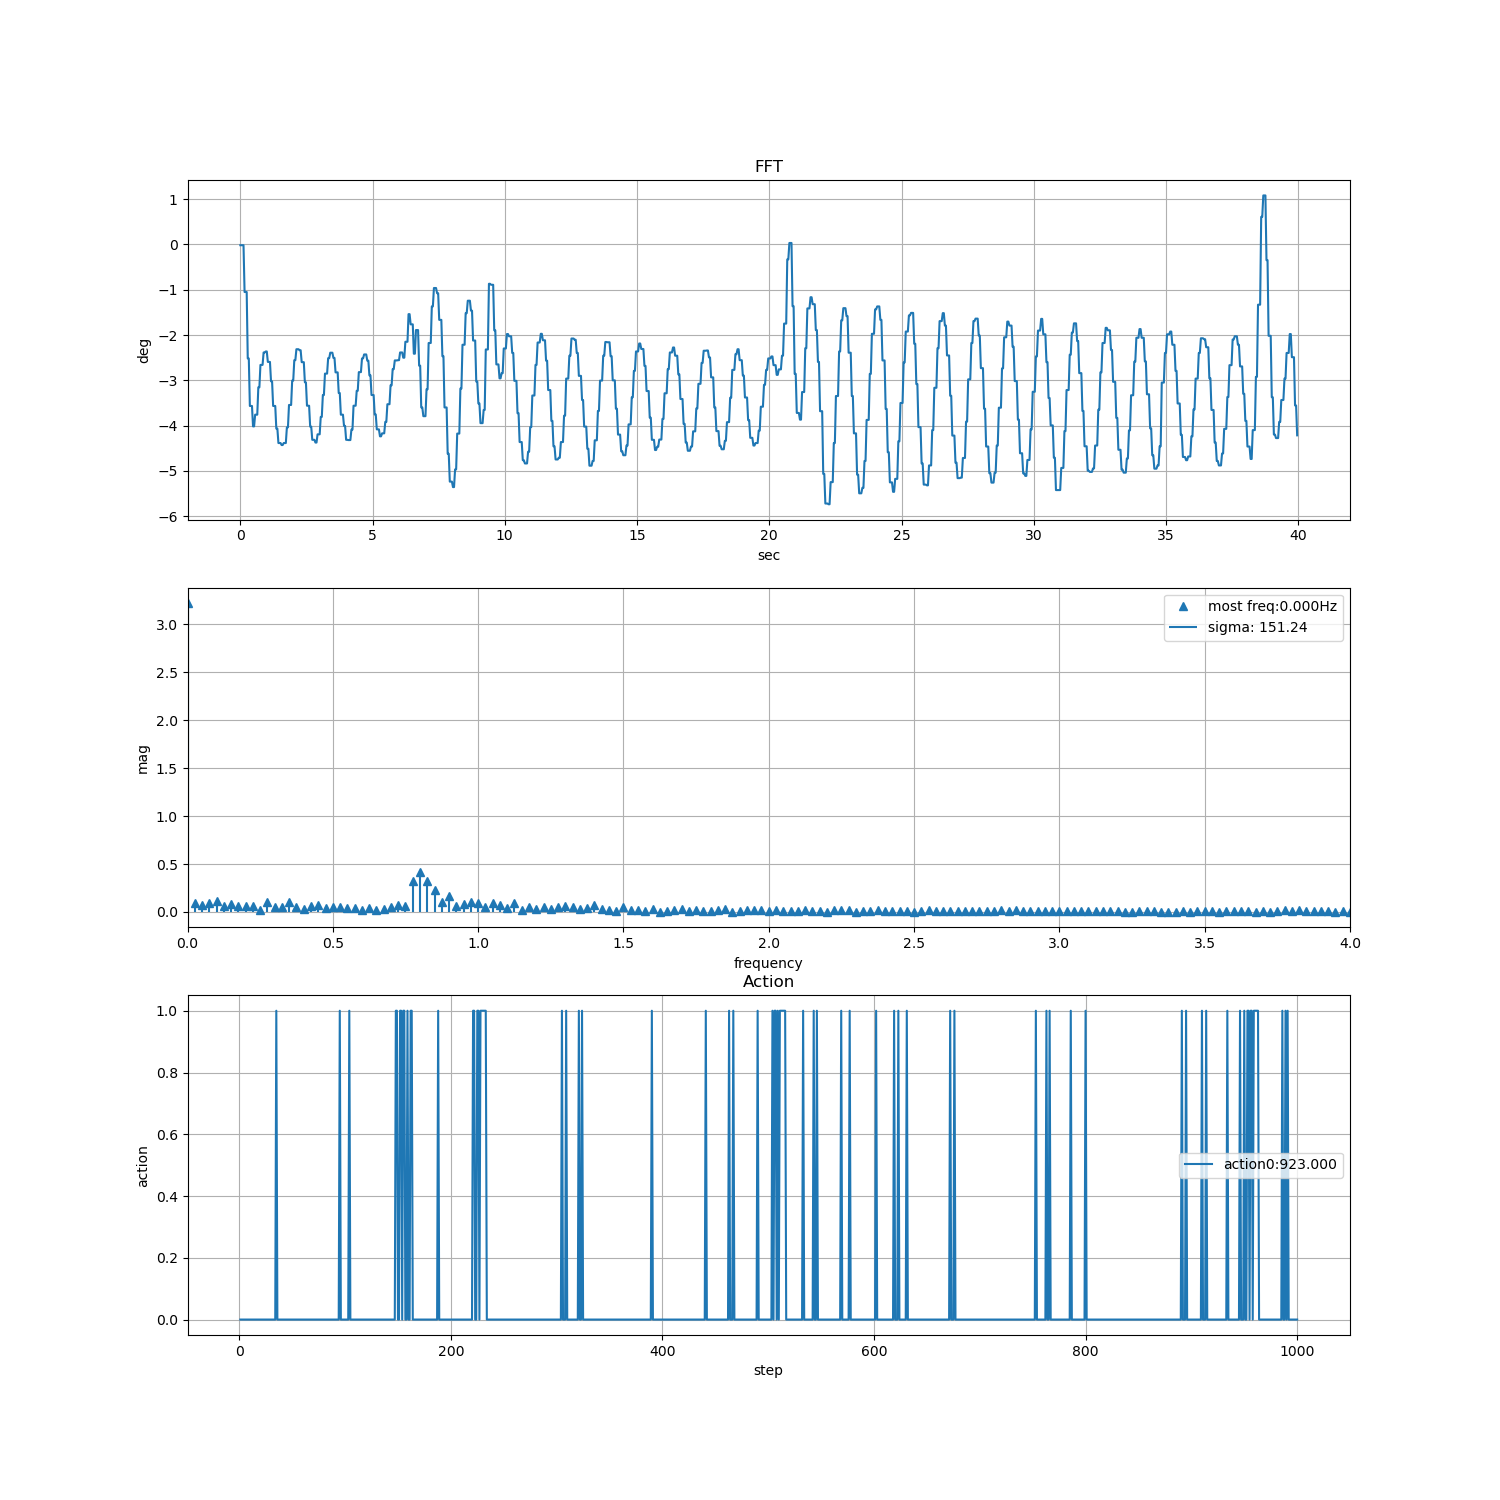 FFT
1
0
−1
−2
−3
−4
−5
−6
deg
0 5 10 15 20 25 30 35 40
sec
most freq:0.000Hz
sigma: 151.24
3.0
2.5
2.0
1.5
1.0
0.5
0.0
mag
0.0 0.5 1.0 1.5 2.0 2.5 3.0 3.5 4.0
frequency
Action
1.0
0.8
0.6
0.4
0.2
0.0
action
action0:923.000
0 200 400 600 800 1000
step